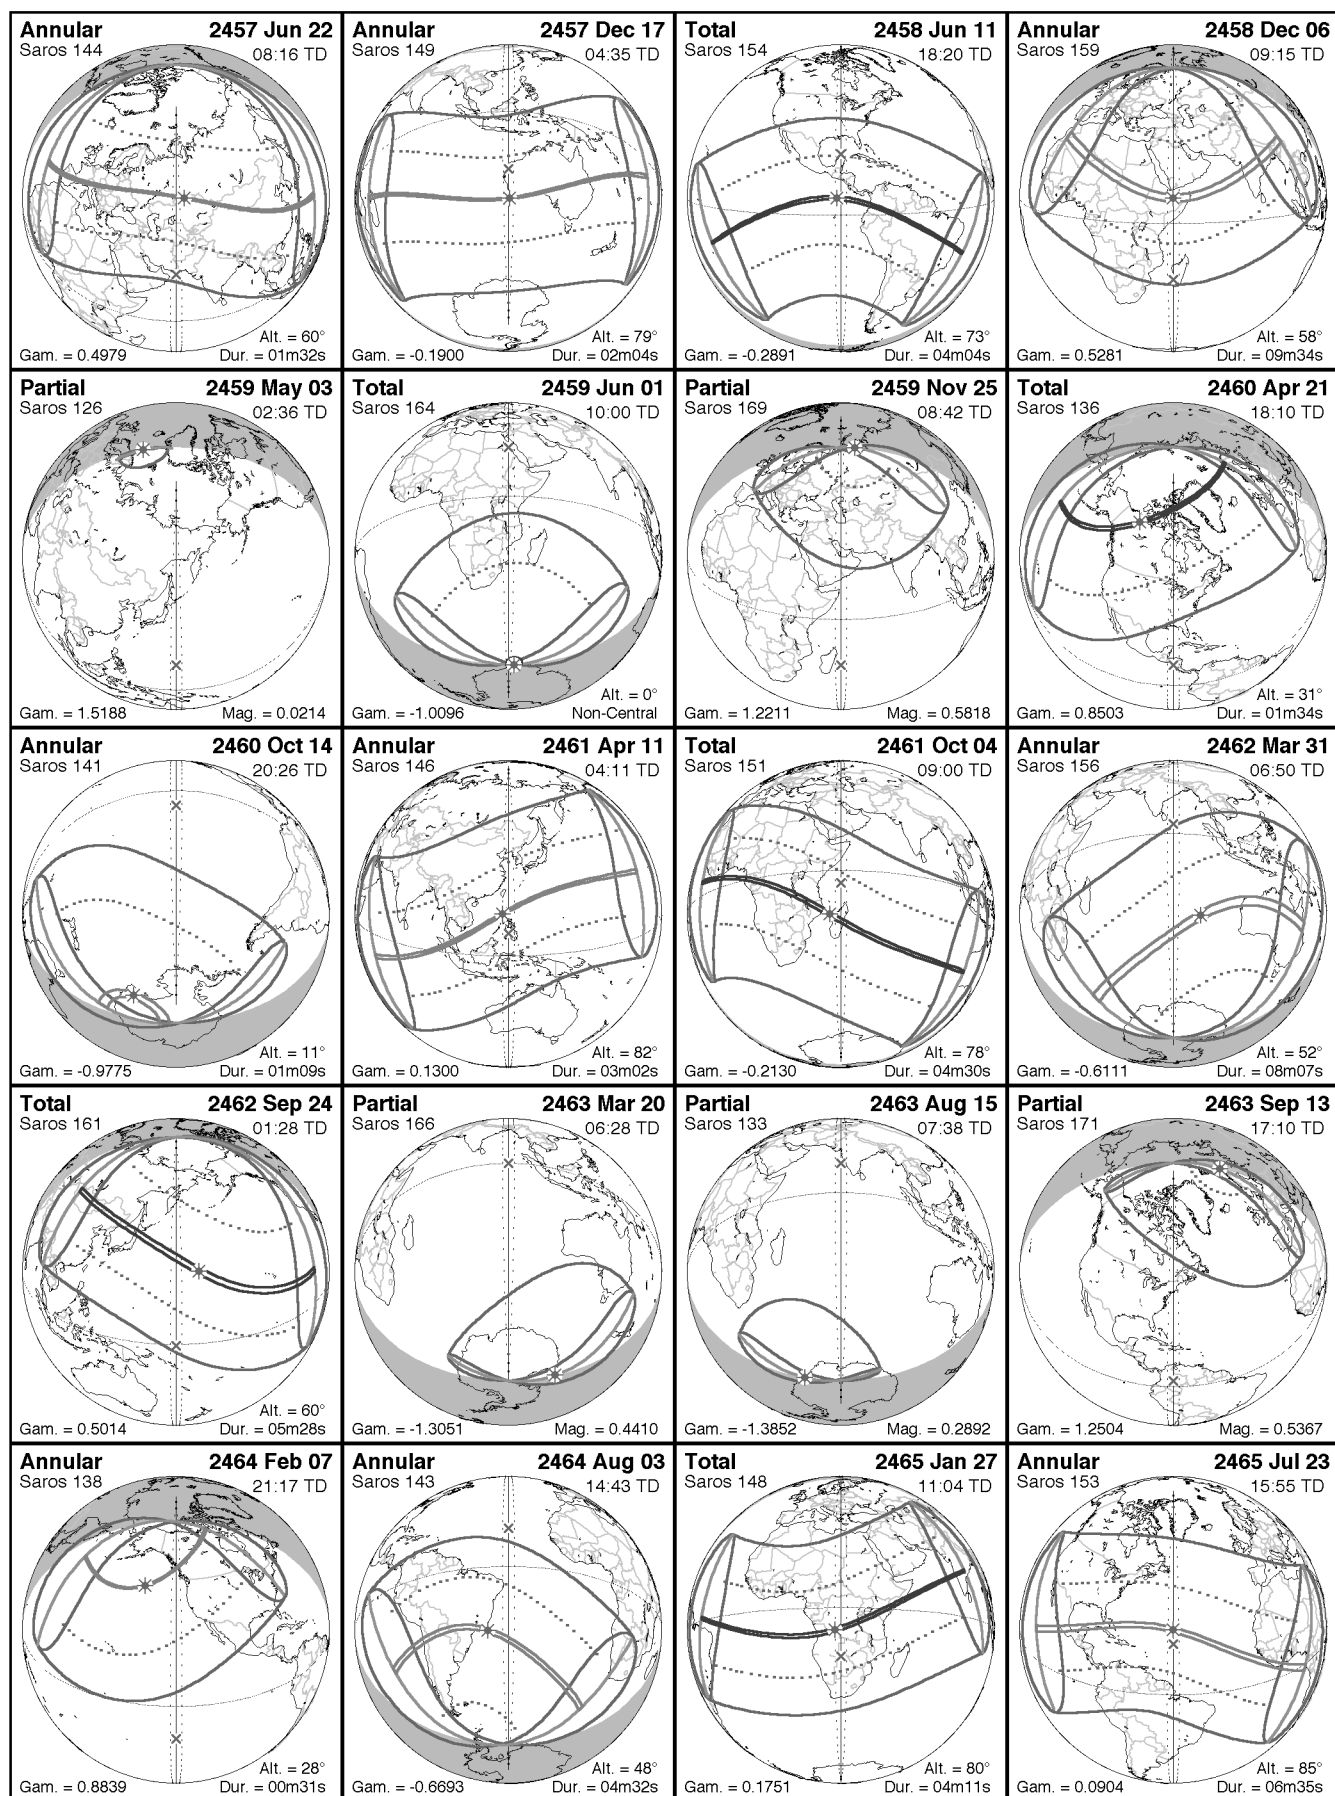 Annular 2457 Jun 22
Saros 144 08:16 TD
Alt. = 60°
Gam. = 0.4979 Dur. = 01m32s
Annular 2457 Dec 17
Saros 149 04:35 TD
Alt. = 79°
Gam. = -0.1900 Dur. = 02m04s
Total 2458 Jun 11
Saros 154 18:20 TD
Alt. = 73°
Gam. = -0.2891 Dur. = 04m04s
Annular 2458 Dec 06
Saros 159 09:15 TD
Alt. = 58°
Gam. = 0.5281 Dur. = 09m34s
Partial 2459 May 03
Saros 126 02:36 TD
Gam. = 1.5188 Mag. = 0.0214
Total 2459 Jun 01
Saros 164 10:00 TD
Alt. = 0°
Gam. = -1.0096 Non-Central
Partial 2459 Nov 25
Saros 169 08:42 TD
Gam. = 1.2211 Mag. = 0.5818
Total 2460 Apr 21
Saros 136 18:10 TD
Alt. = 31°
Gam. = 0.8503 Dur. = 01m34s
Annular 2460 Oct 14
Saros 141 20:26 TD
Alt. = 11°
Gam. = -0.9775 Dur. = 01m09s
Annular 2461 Apr 11
Saros 146 04:11 TD
Alt. = 82°
Gam. = 0.1300 Dur. = 03m02s
Total 2461 Oct 04
Saros 151 09:00 TD
Alt. = 78°
Gam. = -0.2130 Dur. = 04m30s
Annular 2462 Mar 31
Saros 156 06:50 TD
Alt. = 52°
Gam. = -0.6111 Dur. = 08m07s
Total 2462 Sep 24
Saros 161 01:28 TD
Alt. = 60°
Gam. = 0.5014 Dur. = 05m28s
Partial 2463 Mar 20
Saros 166 06:28 TD
Gam. = -1.3051 Mag. = 0.4410
Partial 2463 Aug 15
Saros 133 07:38 TD
Gam. = -1.3852 Mag. = 0.2892
Partial 2463 Sep 13
Saros 171 17:10 TD
Gam. = 1.2504 Mag. = 0.5367
Annular 2464 Feb 07
Saros 138 21:17 TD
Alt. = 28°
Gam. = 0.8839 Dur. = 00m31s
Annular 2464 Aug 03
Saros 143 14:43 TD
Alt. = 48°
Gam. = -0.6693 Dur. = 04m32s
Total 2465 Jan 27
Saros 148 11:04 TD
Alt. = 80°
Gam. = 0.1751 Dur. = 04m11s
Annular 2465 Jul 23
Saros 153 15:55 TD
Alt. = 85°
Gam. = 0.0904 Dur. = 06m35s